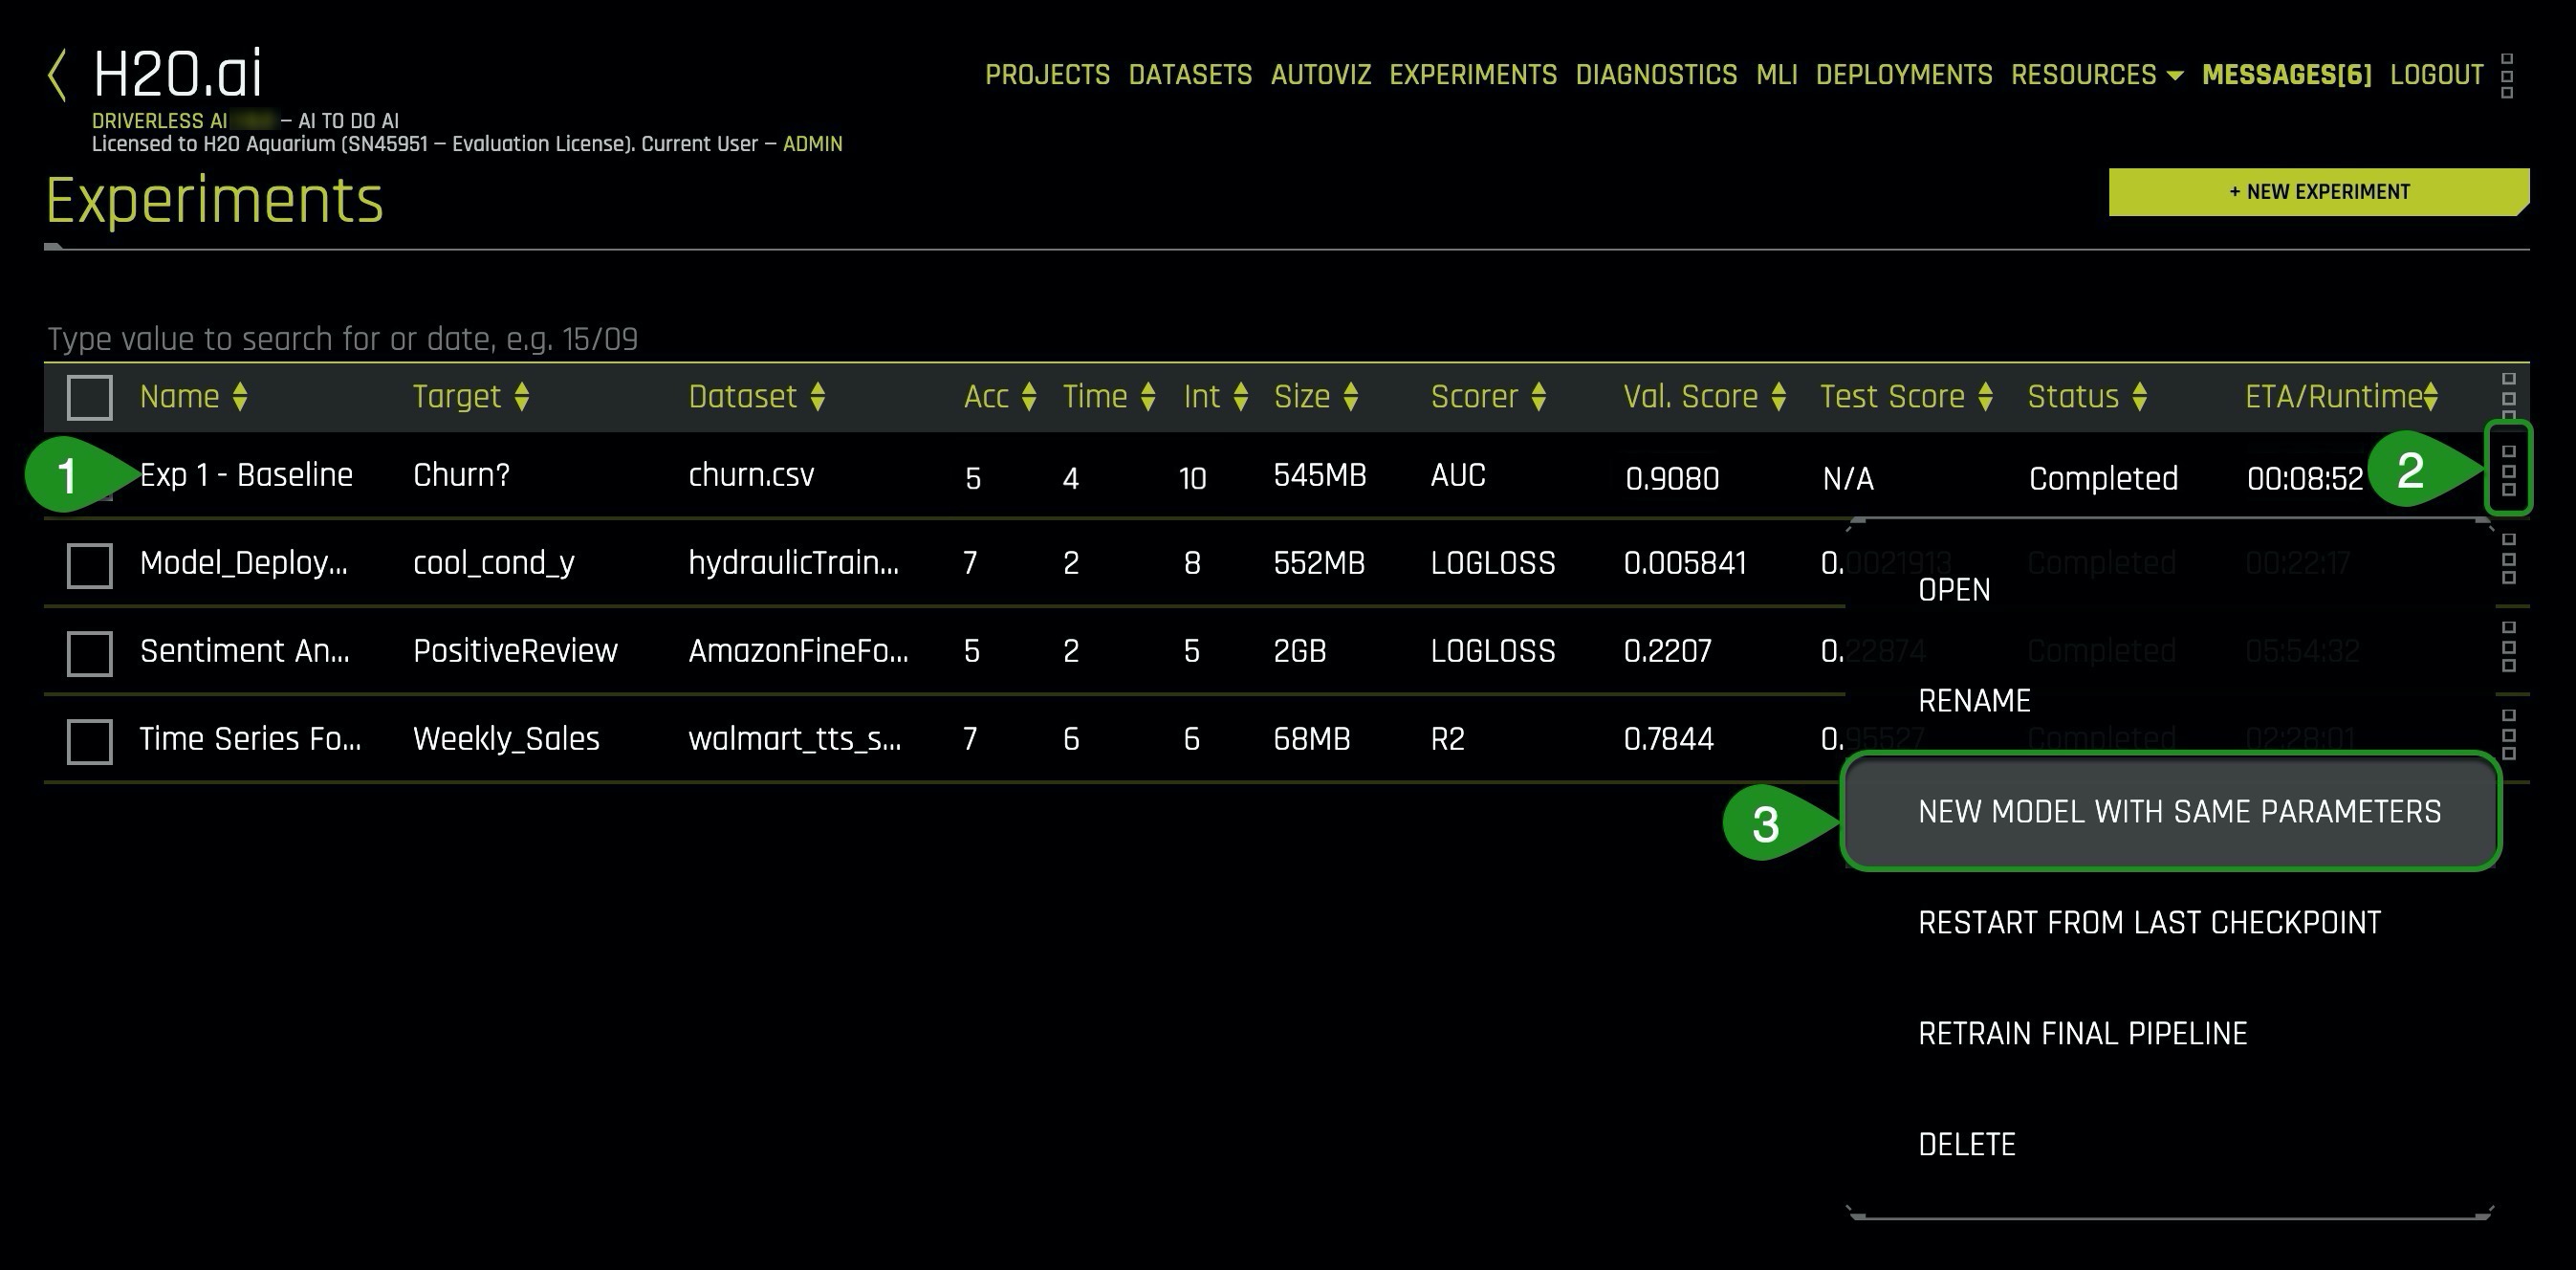 H2O.ai
PROJECTS DATASETS AUTOVIZ EXPERIMENTS DIAGNOSTICS MLI DEPLOYMENTS RESOURCES MESSAGES[6] LOGOUT
DRIVERLESS AI – AI TO DO AI
Licensed to H2O Aquarium (SN45951 – Evaluation License). Current User – ADMIN
Experiments
+ NEW EXPERIMENT
Type value to search for or date, e.g. 15/09
Name Target Dataset Acc Time Int Size Scorer Val. Score Test Score Status ETA/Runtime
1 Exp 1 - Baseline Churn? churn.csv 5 4 10 545MB AUC 0.9080 N/A Completed 00:08:52 2
Model_Deploy... cool_cond_y hydraulicTrain... 7 2 8 552MB LOGLOSS 0.005841 0.0021913 Completed 00:22:17
OPEN
Sentiment An... PositiveReview AmazonFineFo... 5 2 5 2GB LOGLOSS 0.2207 0.22874 Completed 05:54:32
RENAME
Time Series Fo... Weekly_Sales walmart_tts_s... 7 6 6 68MB R2 0.7844 0.95527 Completed 02:28:01
3 NEW MODEL WITH SAME PARAMETERS
RESTART FROM LAST CHECKPOINT
RETRAIN FINAL PIPELINE
DELETE